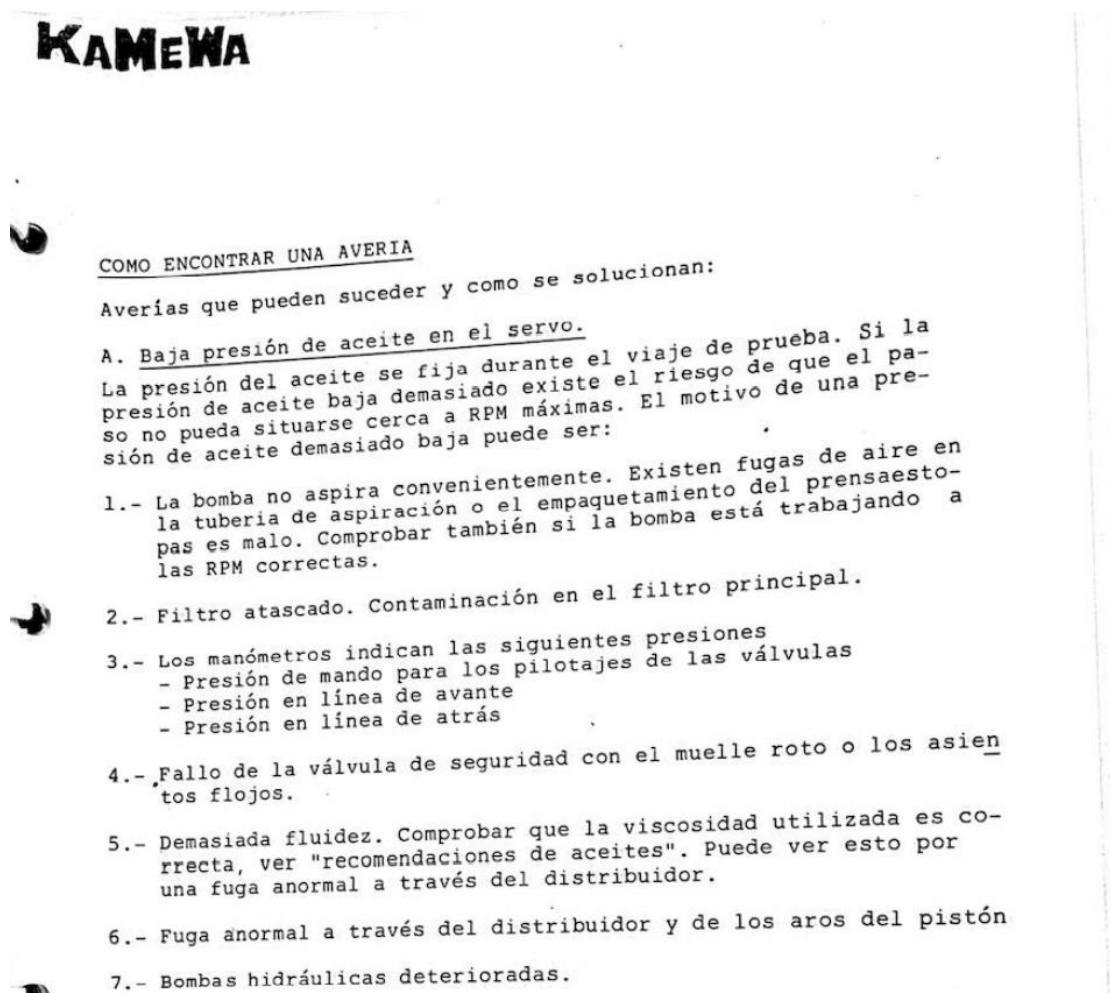 KAMEWA
COMO ENCONTRAR UNA AVERIA
Averías que pueden suceder y como se solucionan:
A. Baja presión de aceite en el servo.
La presión del aceite se fija durante el viaje de prueba. Si la
presión de aceite baja demasiado existe el riesgo de que el pa-
so no pueda situarse cerca a RPM máximas. El motivo de una pre-
sión de aceite demasiado baja puede ser:
1.- La bomba no aspira convenientemente. Existen fugas de aire en
la tuberia de aspiración o el empaquetamiento del prensaesto-
pas es malo. Comprobar también si la bomba está trabajando a
las RPM correctas.
2.- Filtro atascado. Contaminación en el filtro principal.
3.- Los manómetros indican las siguientes presiones
- Presión de mando para los pilotajes de las válvulas
- Presión en línea de avante
- Presión en línea de atrás
4.- Fallo de la válvula de seguridad con el muelle roto o los asien
tos flojos.
5.- Demasiada fluidez. Comprobar que la viscosidad utilizada es co-
rrecta, ver "recomendaciones de aceites". Puede ver esto por
una fuga anormal a través del distribuidor.
6.- Fuga anormal a través del distribuidor y de los aros del pistón
7.- Bombas hidráulicas deterioradas.